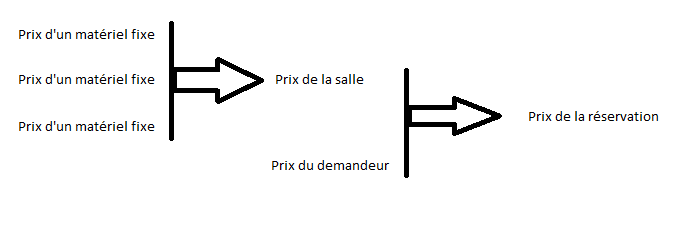 Prix d'un matériel fixe
Prix d'un matériel fixe
Prix de la salle
Prix d'un matériel fixe
Prix de la réservation
Prix du demandeur